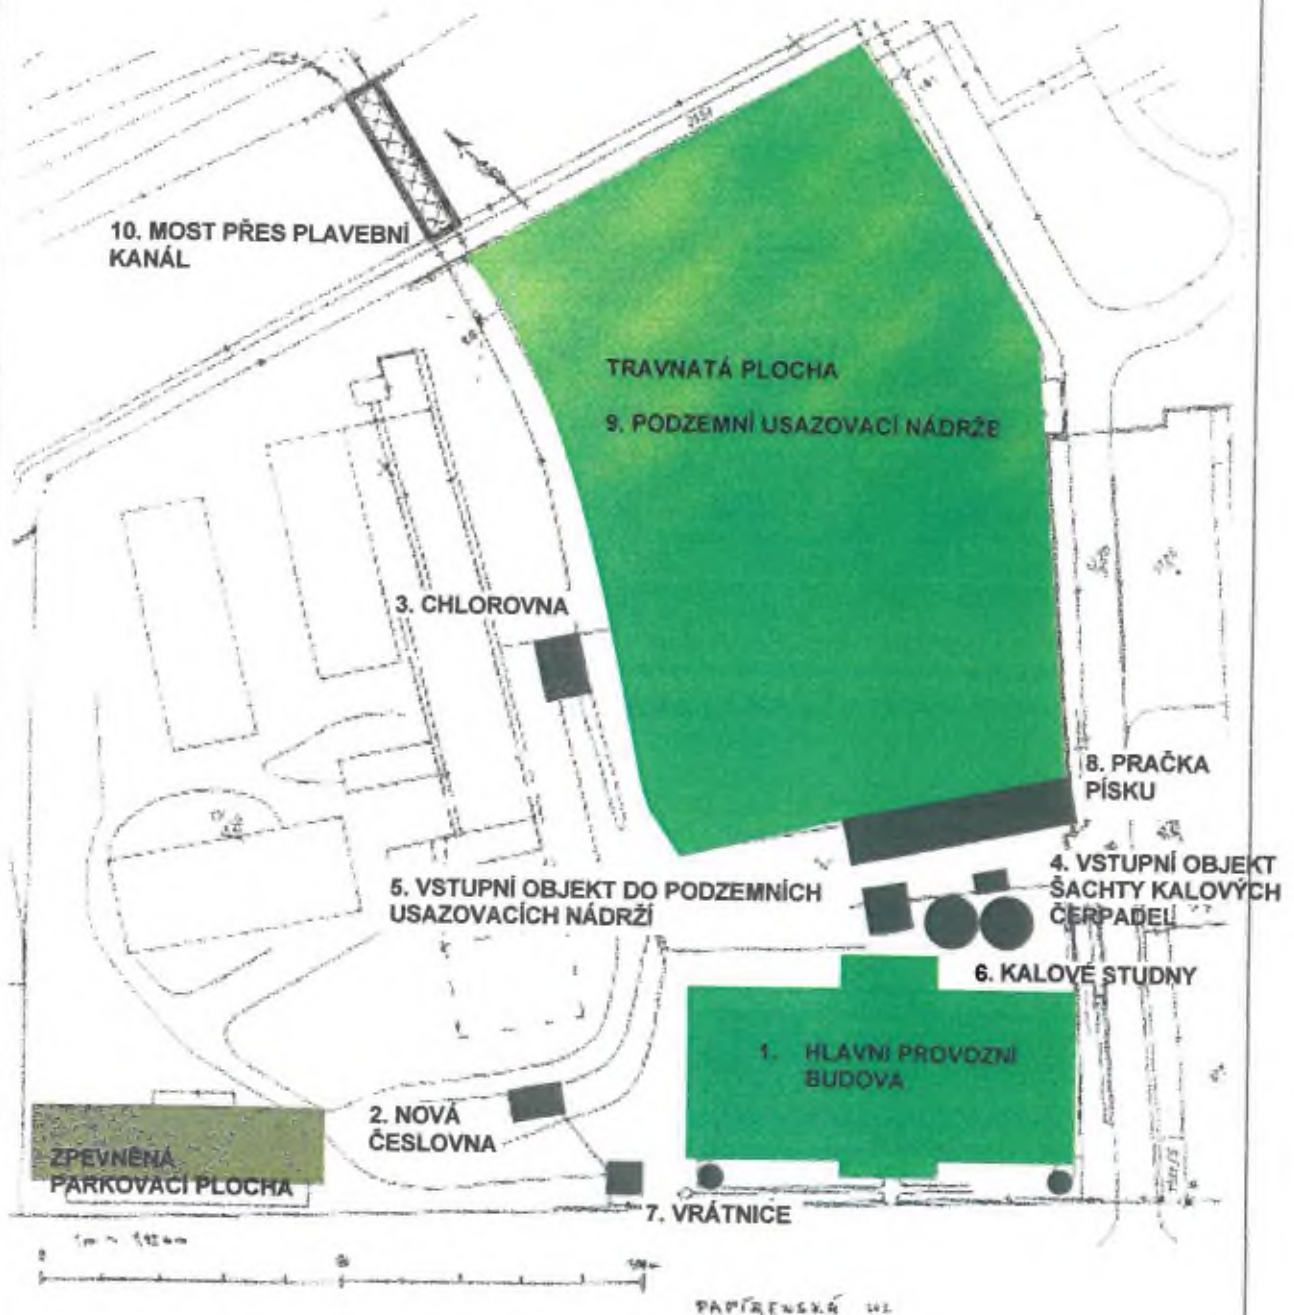 10. MOST PŘES PLAVEBNÍ
KANÁL
TRAVNATÁ PLOCHA
9. PODZEMNÍ USAZOVACÍ NÁDRŽE
3. CHLOROVNA
8. PRAČKA
PÍSKU
4. VSTUPNÍ OBJEKT
ŠACHTY KALOVÝCH
ČERPADEL
5. VSTUPNÍ OBJEKT DO PODZEMNÍCH
USAZOVACÍCH NÁDRŽÍ
6. KALOVÉ STUDNY
1. HLAVNÍ PROVOZNÍ
BUDOVA
2. NOVÁ
ČESLOVNA
ZPEVNĚNÁ
PARKOVACÍ PLOCHA
7. VRÁTNICE
0
PAPÍRENSKÁ